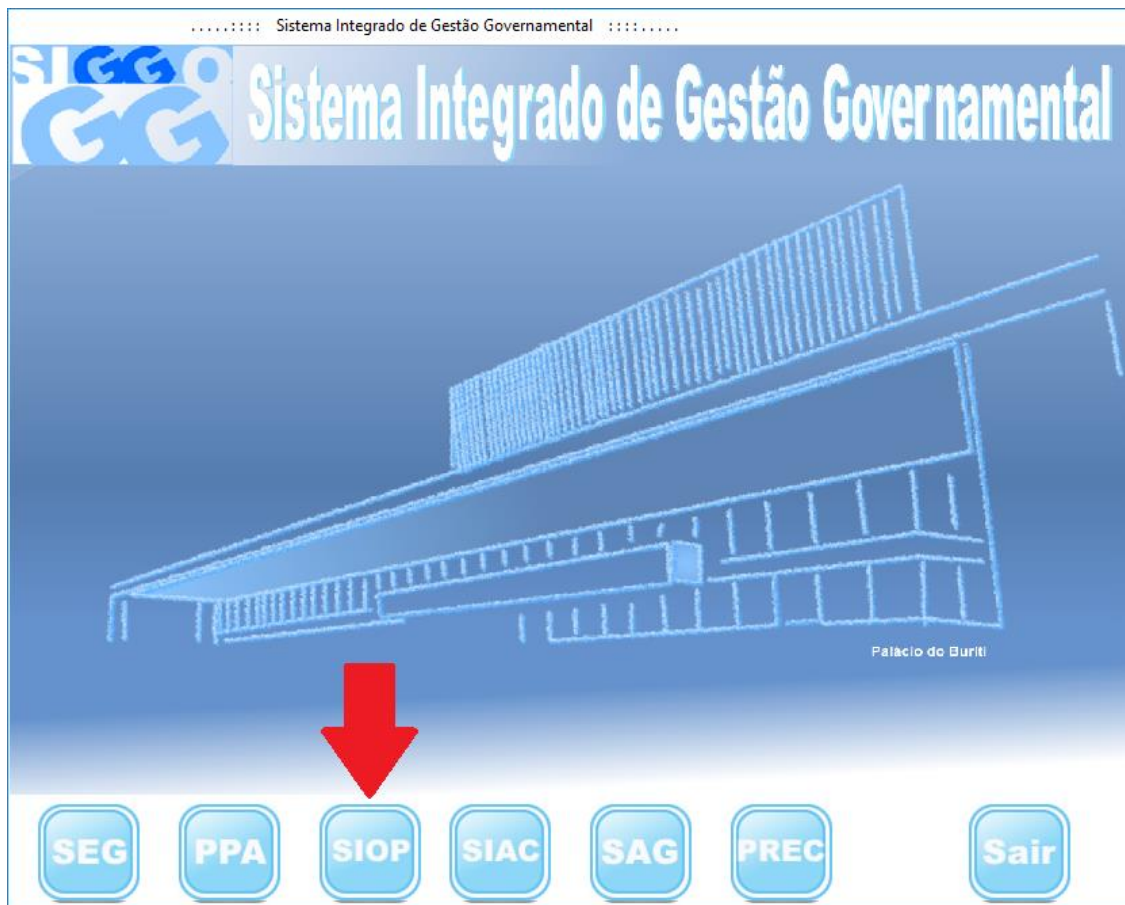 .....:::: Sistema Integrado de Gestão Governamental ::::.....
SIGGO
GG
Sistema Integrado de Gestão Governamental
Palácio do Buriti
SEG PPA SIOP SIAC SAG PREC Sair